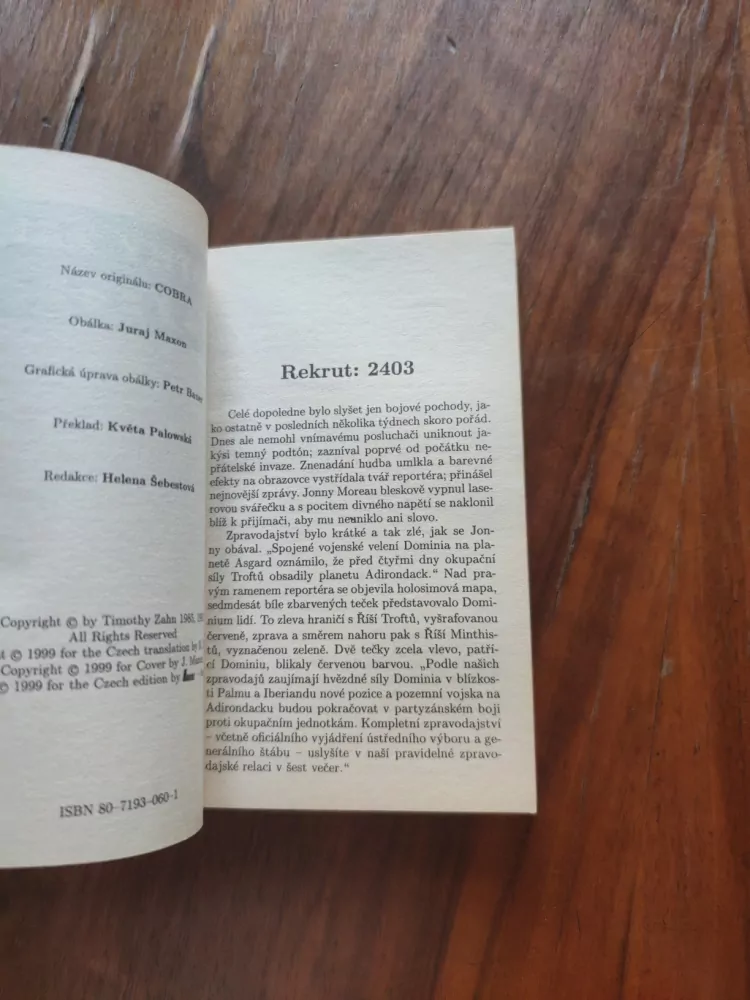 Název originálu: COBRA
Obálka: Juraj Maxon
Grafická úprava obálky: Petr
Překlad: Květa Palowská
Redakce: Helena Šebestová
Copyright © by Timothy Zahn 1985,
All Rights Reserved
© 1999 for the Czech translation by
Copyright © 1999 for Cover by J.
© 1999 for the Czech edition by
ISBN 80-7193-060-1
Rekrut: 2403
Celé dopoledne bylo slyšet jen bojové pochody, ja-
ko ostatně v posledních několika týdnech skoro pořád.
Dnes ale nemohl vnímavému posluchači uniknout ja-
kýsi temný podtón; zazníval poprvé od počátku ne-
přátelské invaze. Znenadání hudba umlkla a barevné
efekty na obrazovce vystřídala tvář reportéra; přinášel
nejnovější zprávy. Jonny Moreau bleskově vypnul lase-
rovou svářečku a s pocitem divného napětí se naklonil
blíž k přijímači, aby mu neuniklo ani slovo.
Zpravodajství bylo krátké a tak zlé, jak se Jon-
ny obával. „Spojené vojenské velení Dominia na pla-
netě Asgard oznámilo, že před čtyřmi dny okupační
síly Troftů obsadily planetu Adirondack.“ Nad pra-
vým ramenem reportéra se objevila holosimová mapa,
sedmdesát bíle zbarvených teček představovalo Domi-
nium lidí. To zleva hraničí s Říší Troftů, vyšrafovanou
červeně, zprava a směrem nahoru pak s Říší Minthis-
tů, vyznačenou zeleně. Dvě tečky zcela vlevo, patří-
cí Dominiu, blikaly červenou barvou. „Podle našich
zpravodajů zaujímají hvězdné síly Dominia v blízkos-
ti Palmu a Iberiandu nové pozice a pozemní vojska na
Adirondacku budou pokračovat v partyzánském boji
proti okupačním jednotkám. Kompletní zpravodajství
– včetně oficiálního vyjádření ústředního výboru a ge-
nerálního štábu – uslyšíte v naší pravidelné zpravo-
dajské relaci v šest večer.“